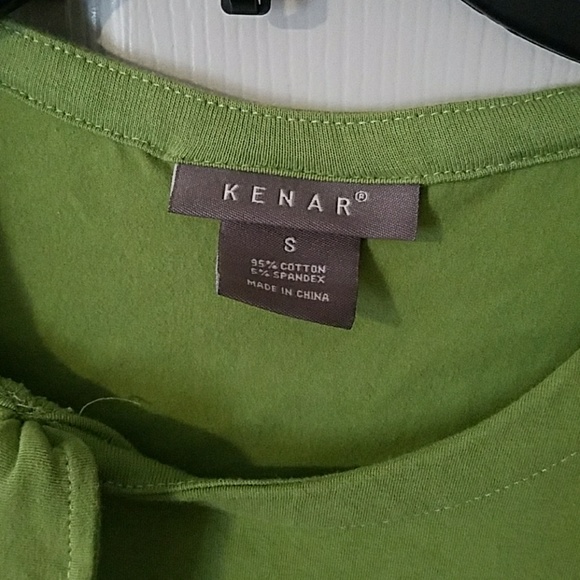 KENAR®
S
95% COTTON
5% SPANDEX
MADE IN CHINA